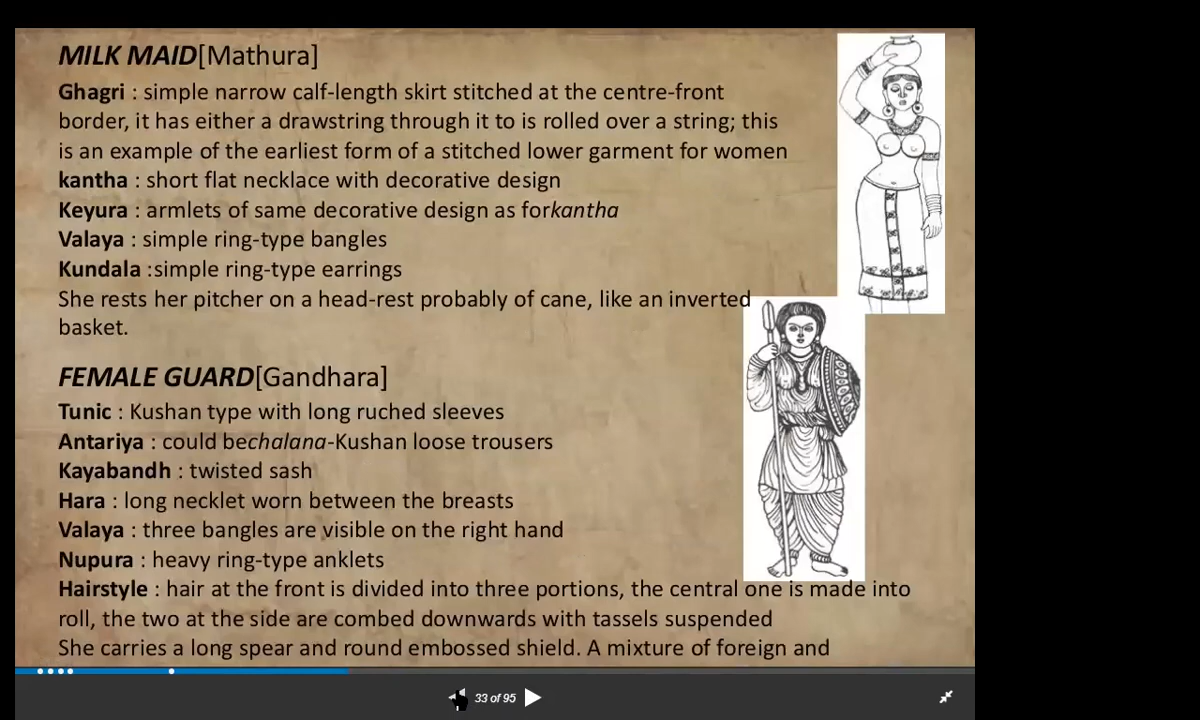 MILK MAID[Mathura]
Ghagri : simple narrow calf-length skirt stitched at the centre-front
border, it has either a drawstring through it to is rolled over a string; this
is an example of the earliest form of a stitched lower garment for women
kantha : short flat necklace with decorative design
Keyura : armlets of same decorative design as forkantha
Valaya : simple ring-type bangles
Kundala :simple ring-type earrings
She rests her pitcher on a head-rest probably of cane, like an inverted
basket.
FEMALE GUARD[Gandhara]
Tunic : Kushan type with long ruched sleeves
Antariya : could bechalana-Kushan loose trousers
Kayabandh : twisted sash
Hara : long necklet worn between the breasts
Valaya : three bangles are visible on the right hand
Nupura : heavy ring-type anklets
Hairstyle : hair at the front is divided into three portions, the central one is made into
roll, the two at the side are combed downwards with tassels suspended
She carries a long spear and round embossed shield. A mixture of foreign and
33 of 95